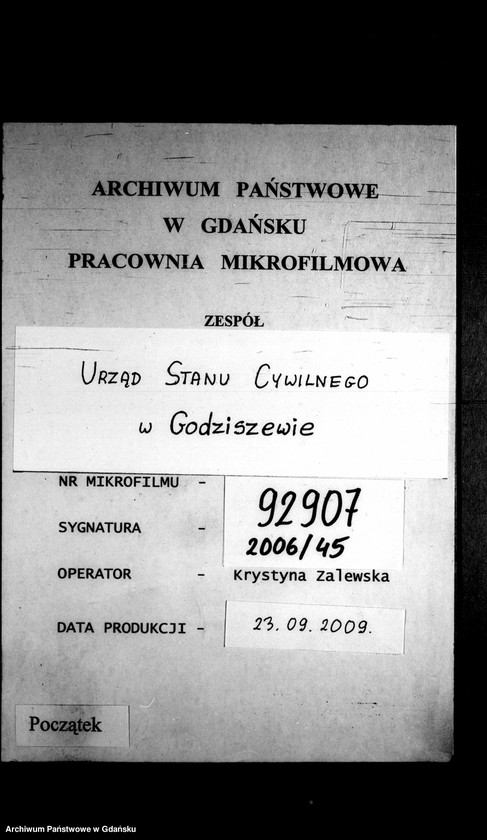 ARCHIWUM PAŃSTWOWE
W GDAŃSKU
PRACOWNIA MIKROFILMOWA
ZESPÓŁ
URZĄD STANU CYWILNEGO
w Godziszewie
NR MIKROFILMU - 92907
SYGNATURA - 2006/45
OPERATOR - Krystyna Zalewska
DATA PRODUKCJI - 23.09.2009.
Początek
Archiwum Państwowe w Gdańsku